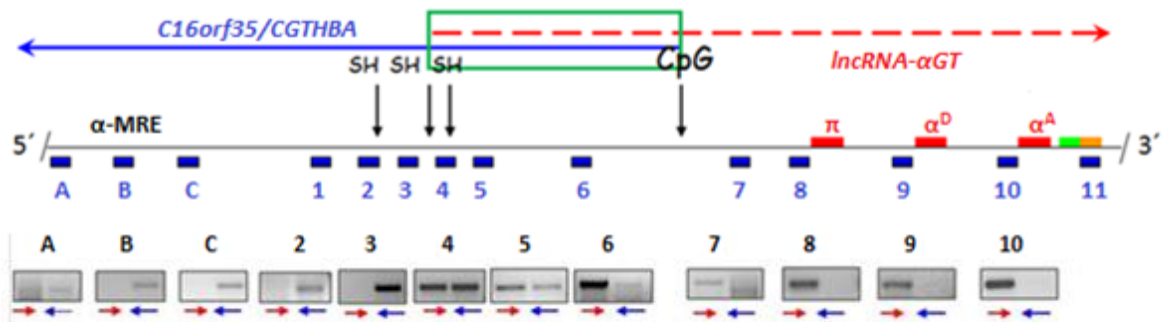 C16orf35/CGTHBA
lncRNA-αGT
SH SH SH CpG
α-MRE π αᴰ αᴬ
5´ 3´
A B C 1 2 3 4 5 6 7 8 9 10 11
A B C 2 3 4 5 6 7 8 9 10